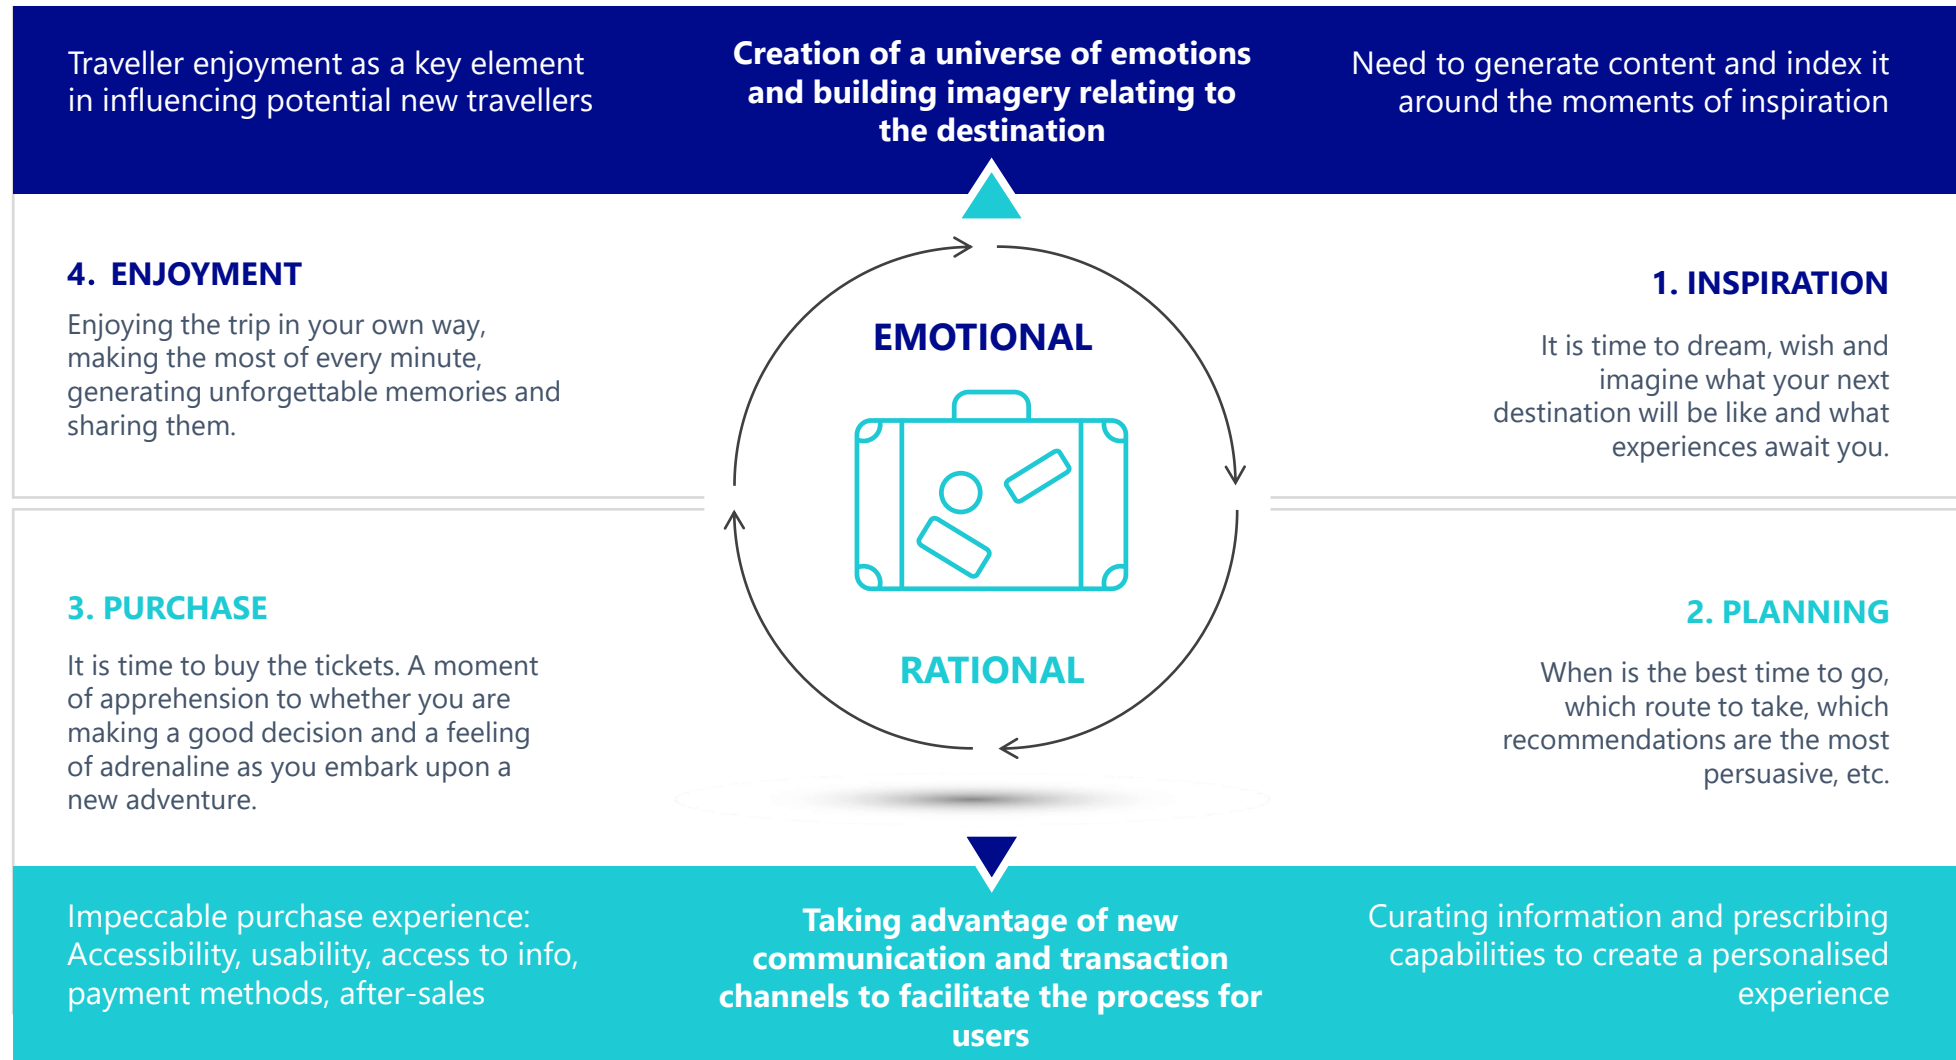 Traveller enjoyment as a key element
in influencing potential new travellers
Creation of a universe of emotions
and building imagery relating to
the destination
Need to generate content and index it
around the moments of inspiration
4. ENJOYMENT
Enjoying the trip in your own way,
making the most of every minute,
generating unforgettable memories and
sharing them.
EMOTIONAL
1. INSPIRATION
It is time to dream, wish and
imagine what your next
destination will be like and what
experiences await you.
3. PURCHASE
It is time to buy the tickets. A moment
of apprehension to whether you are
making a good decision and a feeling
of adrenaline as you embark upon a
new adventure.
RATIONAL
2. PLANNING
When is the best time to go,
which route to take, which
recommendations are the most
persuasive, etc.
Impeccable purchase experience:
Accessibility, usability, access to info,
payment methods, after-sales
Taking advantage of new
communication and transaction
channels to facilitate the process for
users
Curating information and prescribing
capabilities to create a personalised
experience